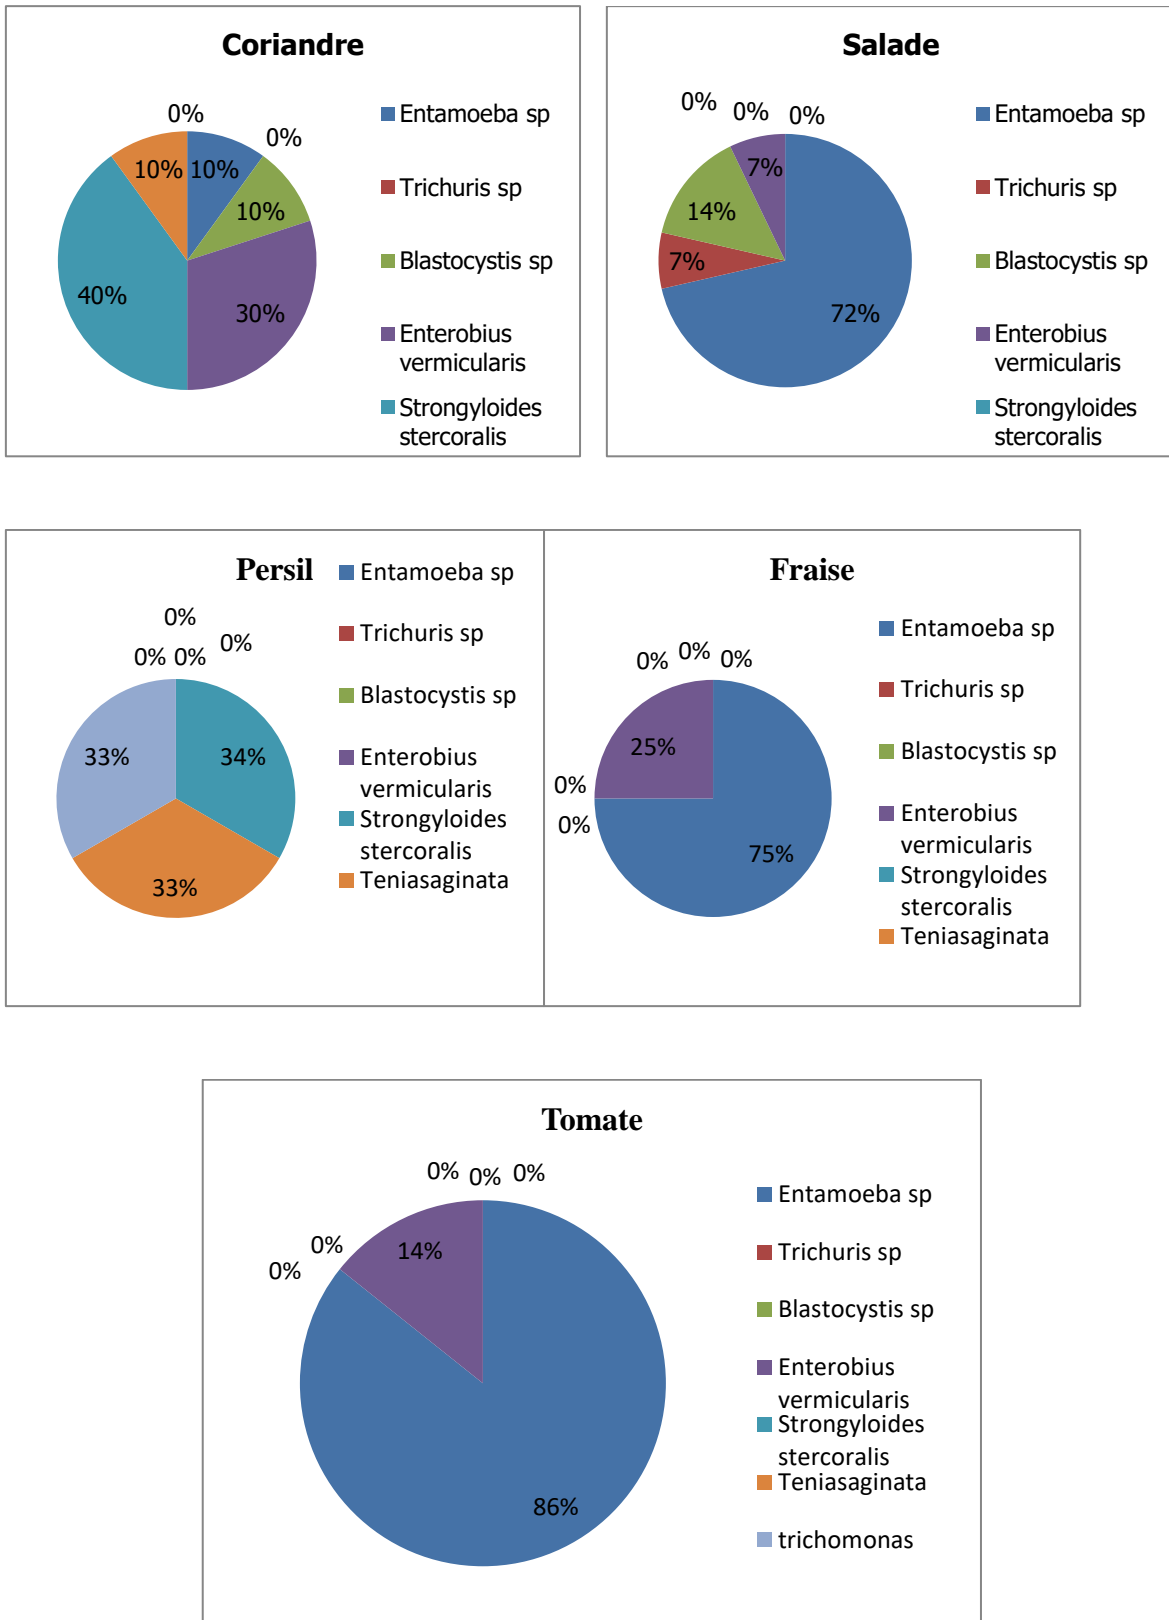 Coriandre
0%
0%
10%
10%
10%
40%
30%
Entamoeba sp
Trichuris sp
Blastocystis sp
Enterobius
vermicularis
Strongyloides
stercoralis
Salade
0%
0%
0%
7%
14%
7%
72%
Entamoeba sp
Trichuris sp
Blastocystis sp
Enterobius
vermicularis
Strongyloides
stercoralis
Persil
0%
0%
0%
0%
33%
34%
33%
Entamoeba sp
Trichuris sp
Blastocystis sp
Enterobius
vermicularis
Strongyloides
stercoralis
Teniasaginata
Fraise
0%
0%
0%
25%
0%
0%
75%
Entamoeba sp
Trichuris sp
Blastocystis sp
Enterobius
vermicularis
Strongyloides
stercoralis
Teniasaginata
Tomate
0%
0%
0%
0%
0%
14%
86%
Entamoeba sp
Trichuris sp
Blastocystis sp
Enterobius
vermicularis
Strongyloides
stercoralis
Teniasaginata
trichomonas